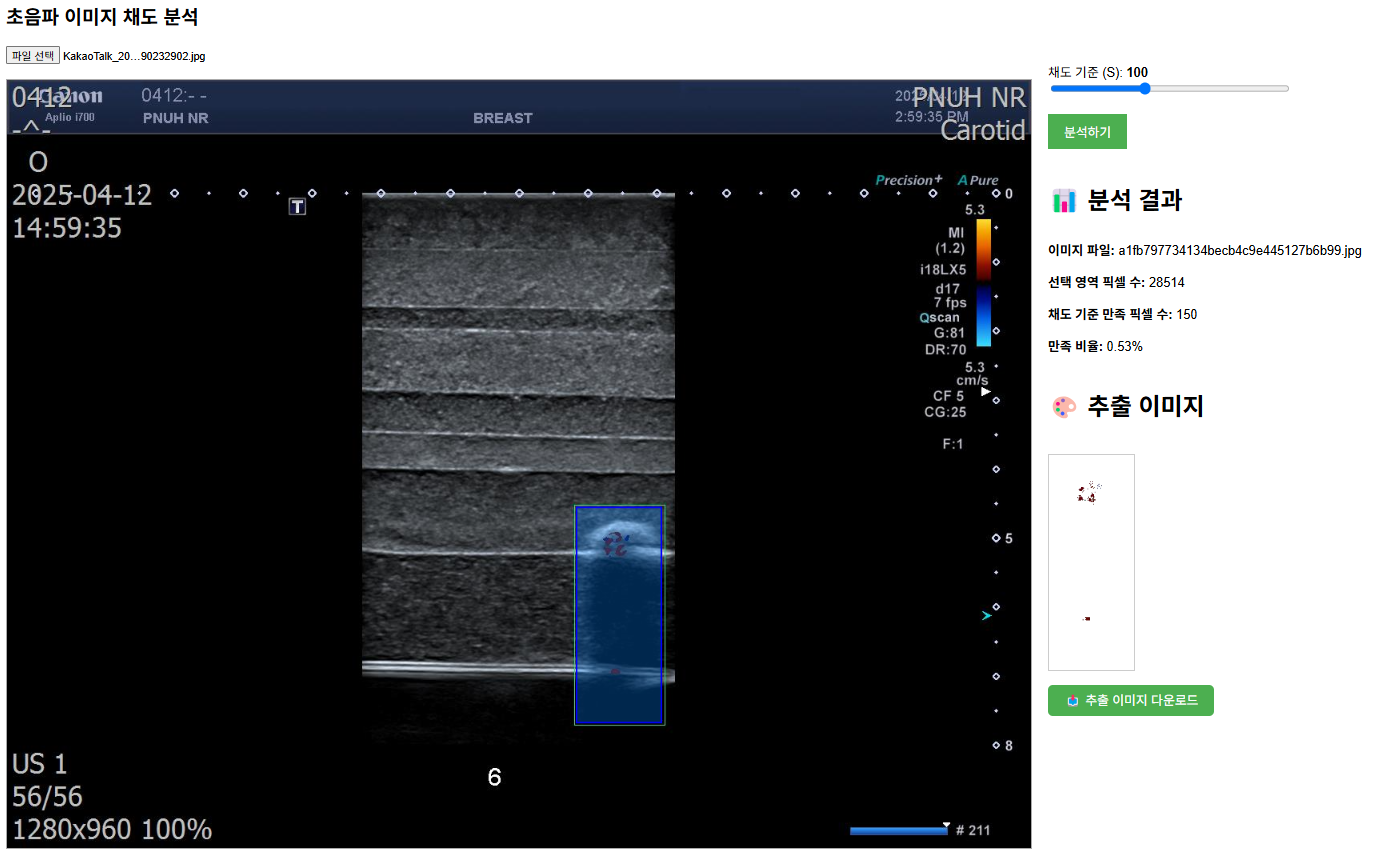 초음파 이미지 채도 분석
파일 선택 KakaoTalk_20…90232902.jpg
0412 Canon 0412:- -
-^- Aplio i700 PNUH NR BREAST 2:59:35 PM
PNUH NR
Carotid
O
2025-04-12
14:59:35
T
Precision+ APure
0
5.3
MI
(1.2)
i18LX5
d17
7 fps
Qscan
G:81
DR:70
5.3
cm/s
CF 5
CG:25
F:1
5
8
6
US 1
56/56
1280x960 100%
# 211
채도 기준 (S): 100
분석하기
분석 결과
이미지 파일: a1fb797734134becb4c9e445127b6b99.jpg
선택 영역 픽셀 수: 28514
채도 기준 만족 픽셀 수: 150
만족 비율: 0.53%
추출 이미지
추출 이미지 다운로드